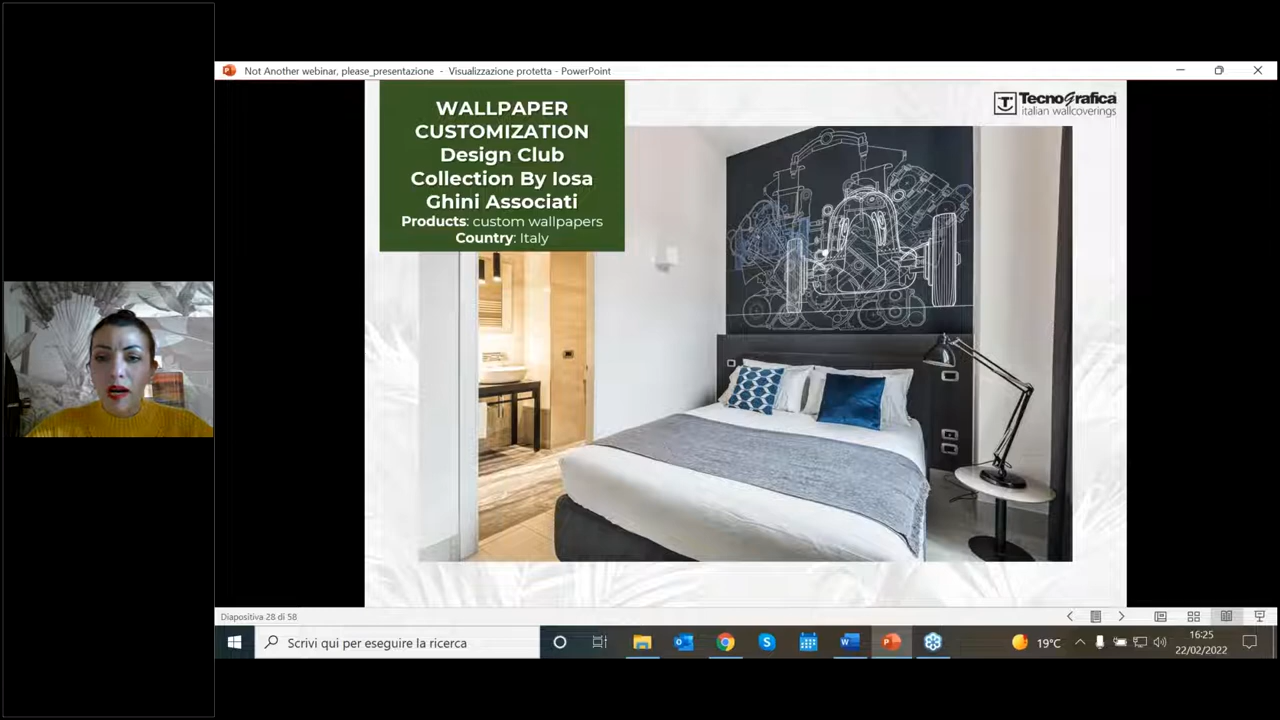 Not Another webinar, please_presentazione - Visualizzazione protetta - PowerPoint
WALLPAPER
CUSTOMIZATION
Design Club
Collection By Iosa
Ghini Associati
Products: custom wallpapers
Country: Italy
TecnoGrafica
italian wallcoverings
Diapositiva 28 di 58
Scrivi qui per eseguire la ricerca
19°C
16:25
22/02/2022